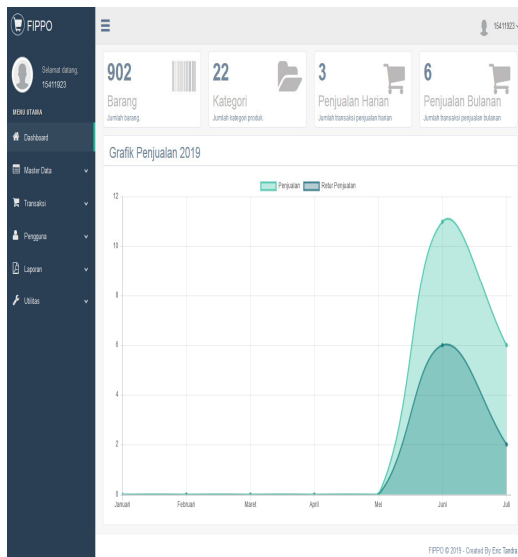 FIPPO
15411923
Selamat datang,
15411923
MENU UTAMA
Dashboard
Master Data
Transaksi
Pengguna
Laporan
Utilitas
902
Barang
Jumlah barang
22
Kategori
Jumlah kategori produk
3
Penjualan Harian
Jumlah transaksi penjualan harian
6
Penjualan Bulanan
Jumlah transaksi penjualan bulanan
Grafik Penjualan 2019
Penjualan Retur Penjualan
12
10
8
6
4
2
0
Januari Februari Maret April Mei Juni Juli
FIPPO © 2019 - Created By Eric Tandra